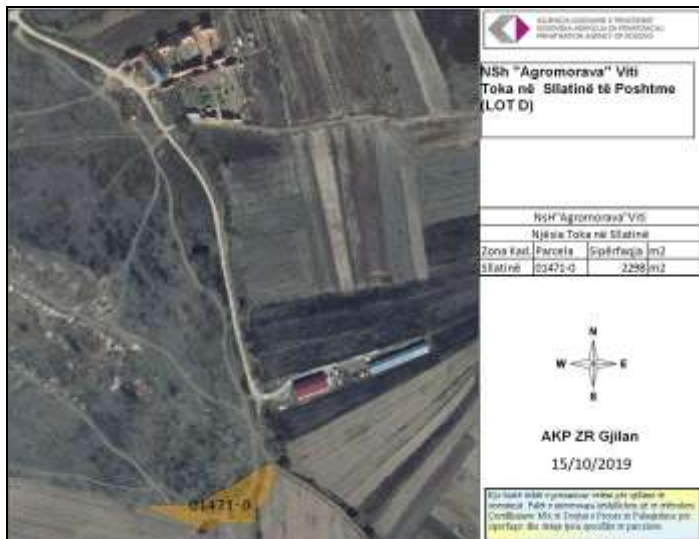 AGJENCIA KOSOVARE E PRIVATIZIMIT
KOSOVSKA AGENCIJA ZA PRIVATIZACIJU
PRIVATISATION AGENCY OF KOSOVO
NSh "Agromorava" Viti
Toka në Sllatinë të Poshtme
(LOT D)
NSH"Agromorava"Viti
Njësia Toka në Sllatinë
Zona Kad. Parcela Sipërfaqja m2
Sllatinë 01471-0 2298 m2
N
W E
S
AKP ZR Gjilan
15/10/2019
01471-0